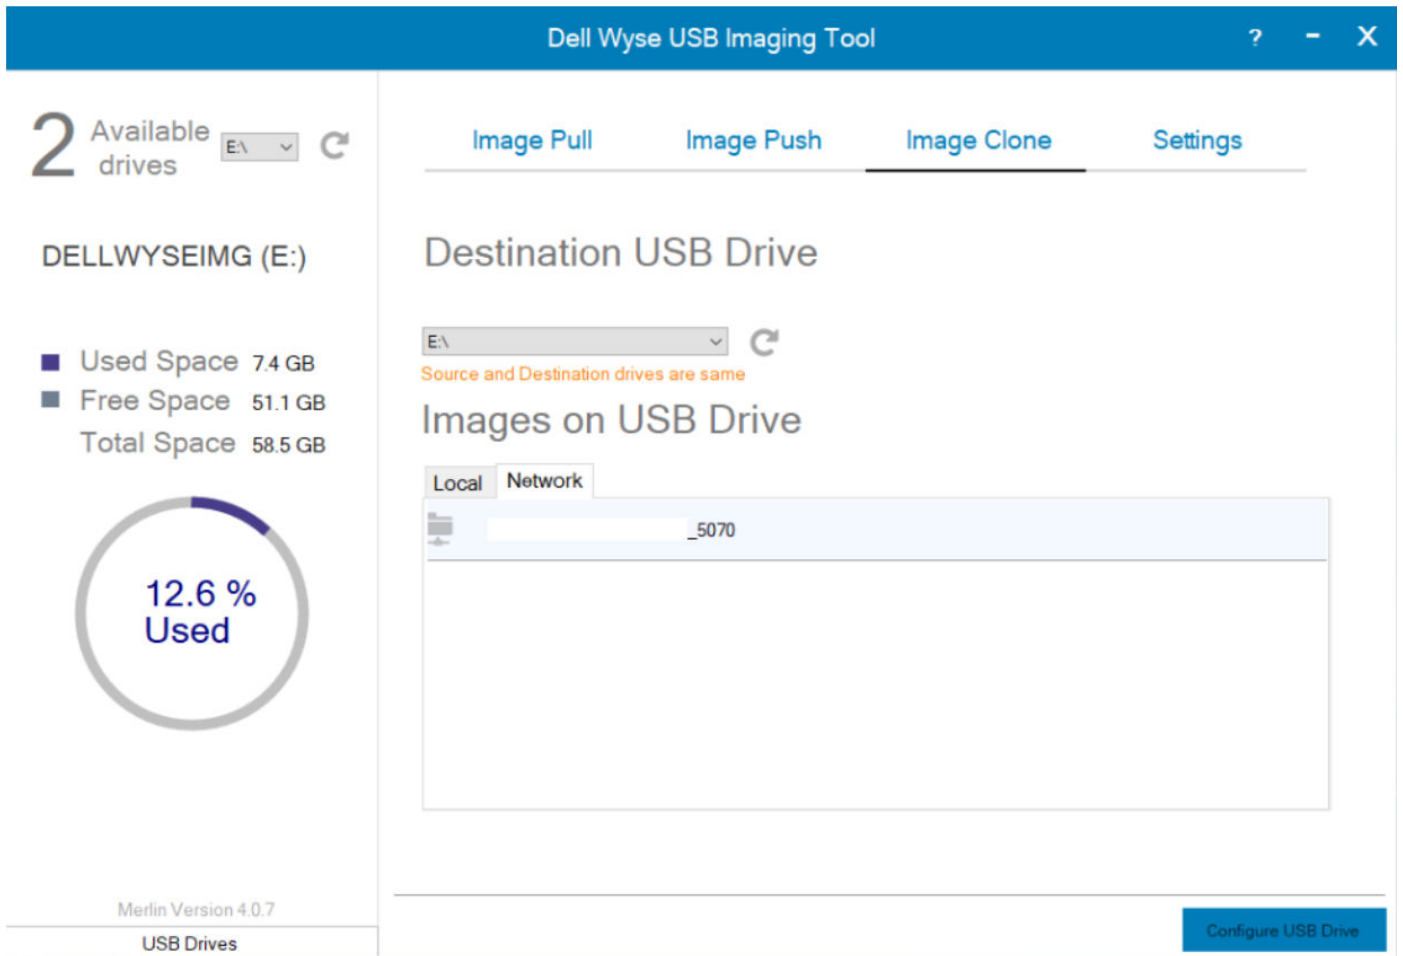 Dell Wyse USB Imaging Tool
? - X
2 Available drives E:\
DELLWYSEIMG (E:)
Used Space 7.4 GB
Free Space 51.1 GB
Total Space 58.5 GB
12.6 %
Used
Merlin Version 4.0.7
USB Drives
Image Pull Image Push Image Clone Settings
Destination USB Drive
E:\
Source and Destination drives are same
Images on USB Drive
Local Network
_5070
Configure USB Drive